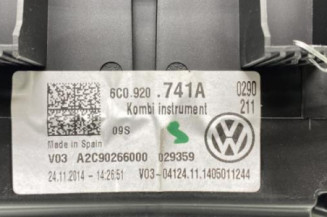 6C0.920 .741A 0290
211
Kombi instrument
09S
Made in Spain
V03 A2C90266000 029359
24.11.2014 - 14:26:51 V03-04124.11.1405011244